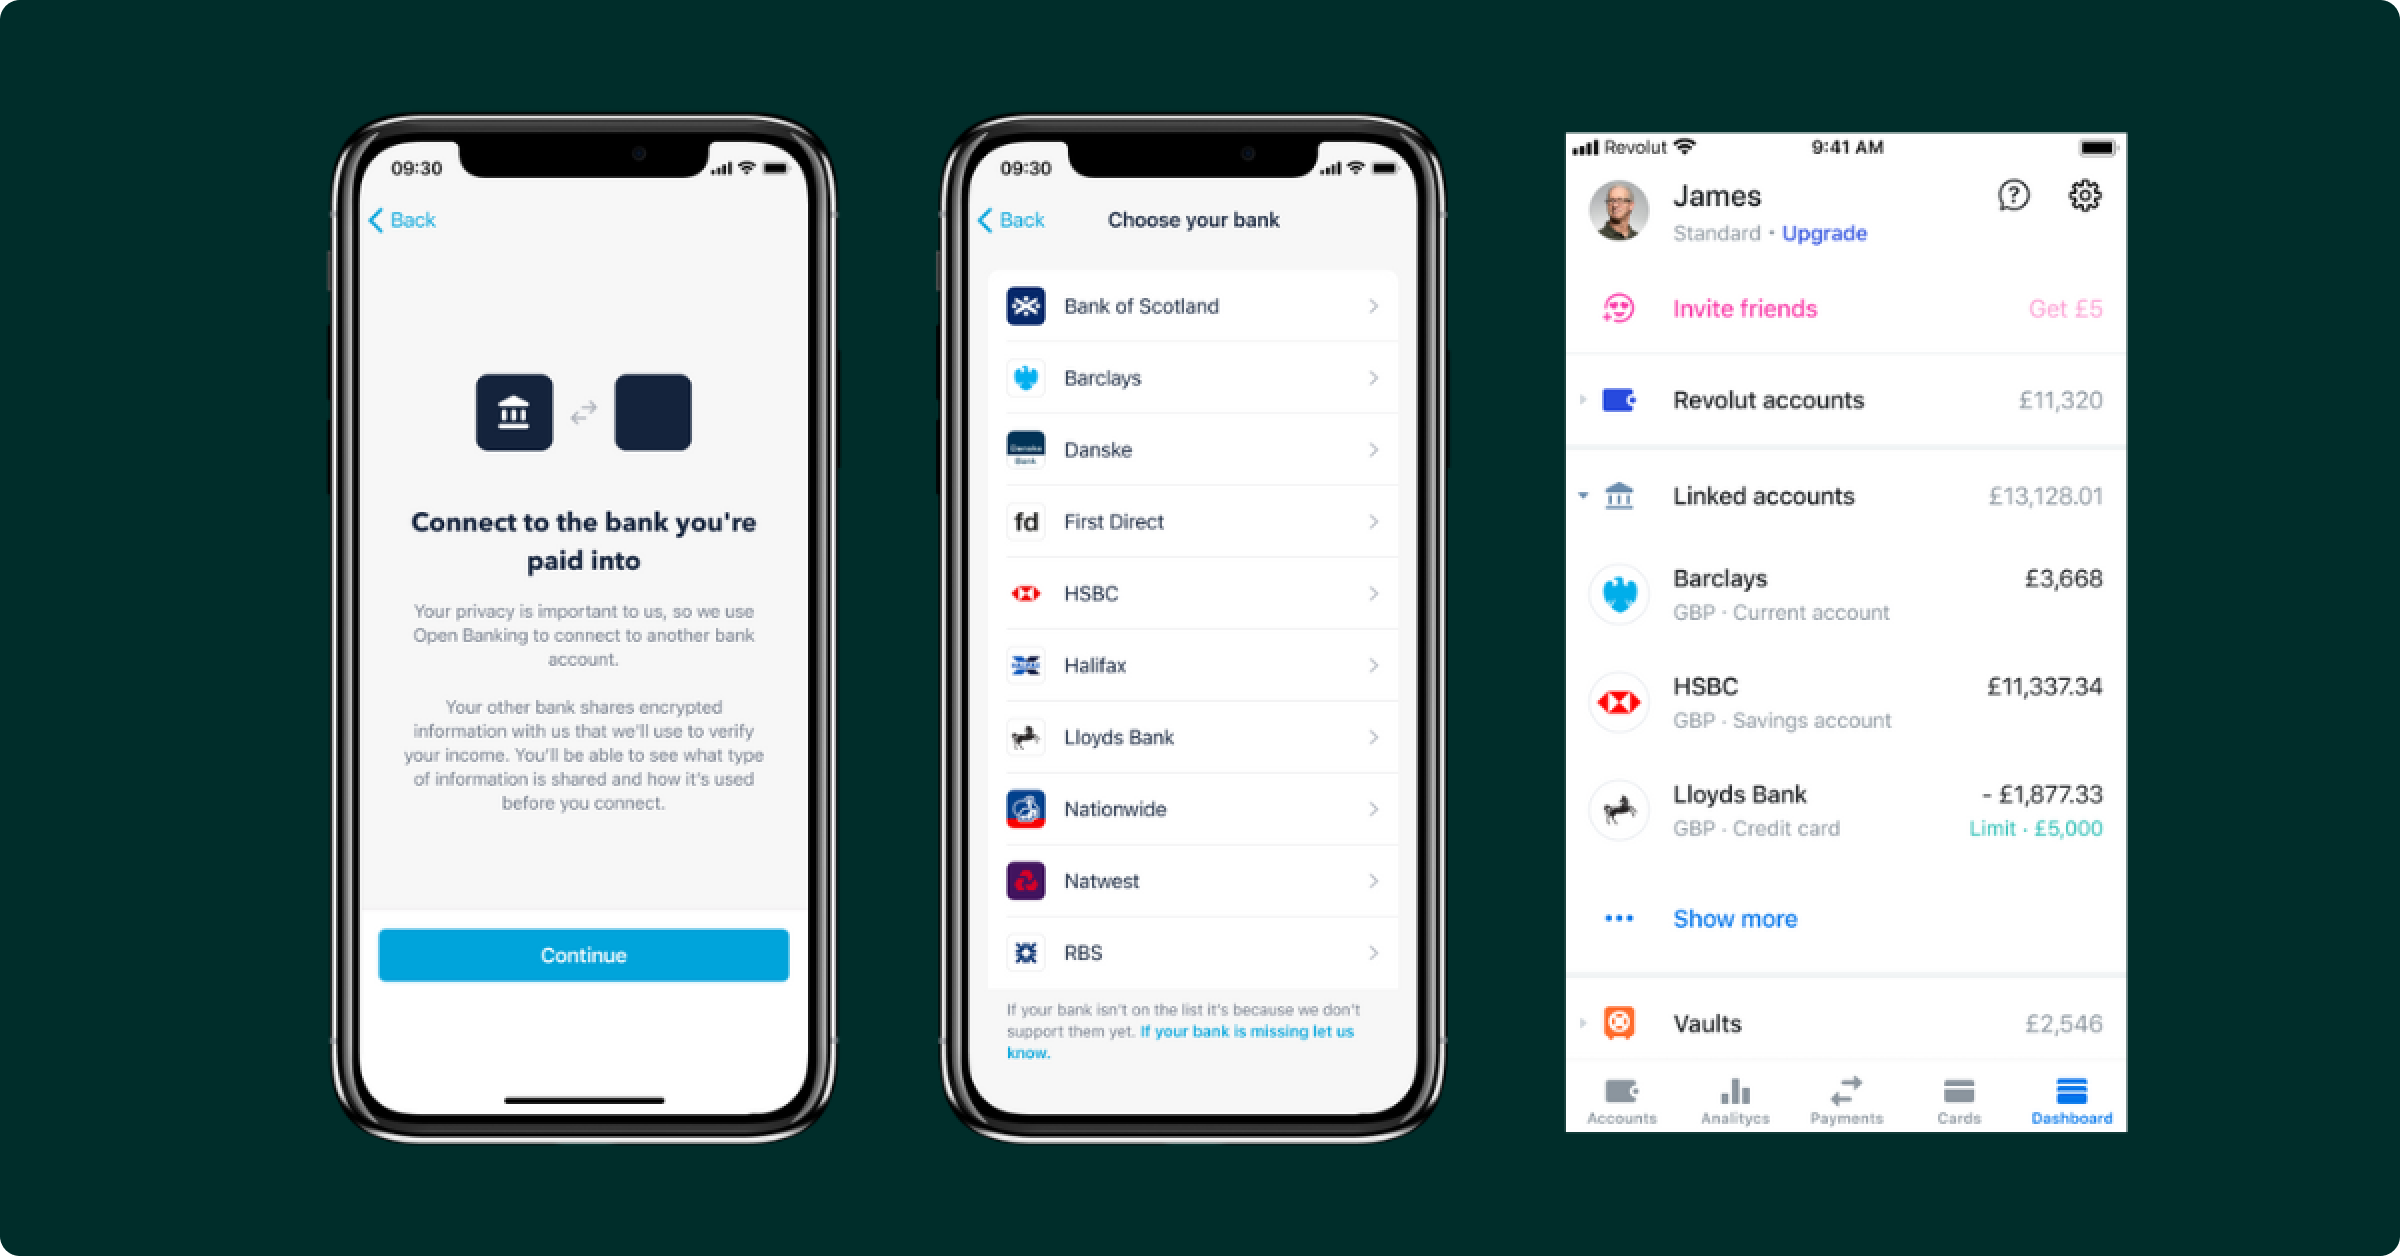 09:30
Back
Connect to the bank you're
paid into
Your privacy is important to us, so we use
Open Banking to connect to another bank
account.
Your other bank shares encrypted
information with us that we'll use to verify
your income. You'll be able to see what type
of information is shared and how it's used
before you connect.
Continue
09:30
Back
Choose your bank
Bank of Scotland
Barclays
Danske Bank
Danske
fd
First Direct
HSBC
Halifax
Lloyds Bank
Nationwide
Natwest
RBS
If your bank isn't on the list it's because we don't
support them yet. If your bank is missing let us
know.
Revolut
9:41 AM
James
Standard · Upgrade
Invite friends
Get £5
Revolut accounts
£11,320
Linked accounts
£13,128.01
Barclays
£3,668
GBP · Current account
HSBC
£11,337.34
GBP · Savings account
Lloyds Bank
- £1,877.33
GBP · Credit card
Limit · £5,000
Show more
Vaults
£2,546
Accounts
Analitycs
Payments
Cards
Dashboard